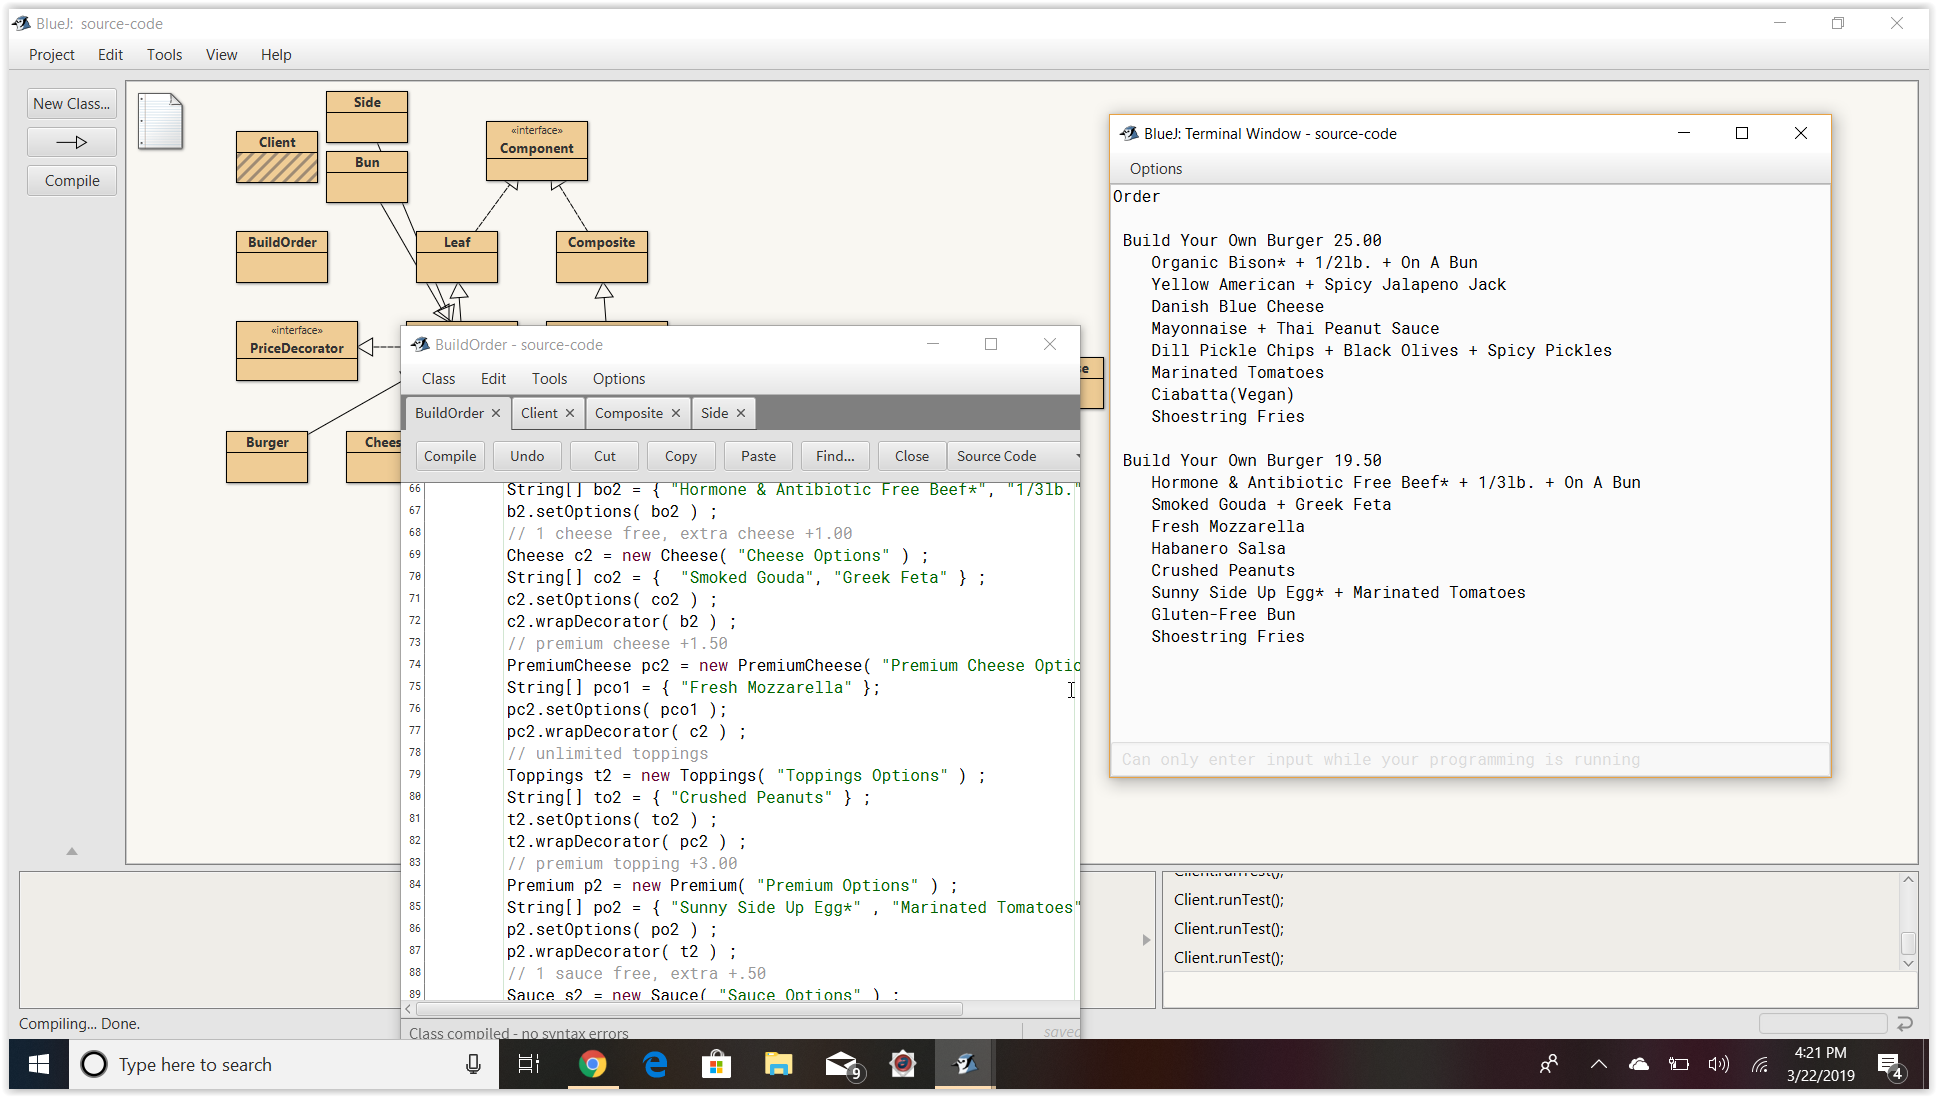 BlueJ: source-code
Project Edit Tools View Help
New Class...
Compile
Side
Client
Bun
«interface»
Component
BuildOrder
Leaf
Composite
«interface»
PriceDecorator
Burger
Chees
se
BuildOrder - source-code
Class Edit Tools Options
BuildOrder × Client × Composite × Side ×
Compile Undo Cut Copy Paste Find... Close Source Code
66 String[] bo2 = { "Hormone & Antibiotic Free Beef*", "1/3lb."
67 b2.setOptions( bo2 ) ;
68 // 1 cheese free, extra cheese +1.00
69 Cheese c2 = new Cheese( "Cheese Options" ) ;
70 String[] co2 = {  "Smoked Gouda", "Greek Feta" } ;
71 c2.setOptions( co2 ) ;
72 c2.wrapDecorator( b2 ) ;
73 // premium cheese +1.50
74 PremiumCheese pc2 = new PremiumCheese( "Premium Cheese Optio
75 String[] pco1 = { "Fresh Mozzarella" };
76 pc2.setOptions( pco1 );
77 pc2.wrapDecorator( c2 ) ;
78 // unlimited toppings
79 Toppings t2 = new Toppings( "Toppings Options" ) ;
80 String[] to2 = { "Crushed Peanuts" } ;
81 t2.setOptions( to2 ) ;
82 t2.wrapDecorator( pc2 ) ;
83 // premium topping +3.00
84 Premium p2 = new Premium( "Premium Options" ) ;
85 String[] po2 = { "Sunny Side Up Egg*" , "Marinated Tomatoes"
86 p2.setOptions( po2 ) ;
87 p2.wrapDecorator( t2 ) ;
88 // 1 sauce free, extra +.50
89 Sauce s2 = new Sauce( "Sauce Options" ) ;
Class compiled - no syntax errors
saved
BlueJ: Terminal Window - source-code
Options
Order
Build Your Own Burger 25.00
Organic Bison* + 1/2lb. + On A Bun
Yellow American + Spicy Jalapeno Jack
Danish Blue Cheese
Mayonnaise + Thai Peanut Sauce
Dill Pickle Chips + Black Olives + Spicy Pickles
Marinated Tomatoes
Ciabatta(Vegan)
Shoestring Fries
Build Your Own Burger 19.50
Hormone & Antibiotic Free Beef* + 1/3lb. + On A Bun
Smoked Gouda + Greek Feta
Fresh Mozzarella
Habanero Salsa
Crushed Peanuts
Sunny Side Up Egg* + Marinated Tomatoes
Gluten-Free Bun
Shoestring Fries
Can only enter input while your programming is running
Client.runTest();
Client.runTest();
Client.runTest();
Client.runTest();
Compiling... Done.
Type here to search
9
4:21 PM
3/22/2019
4